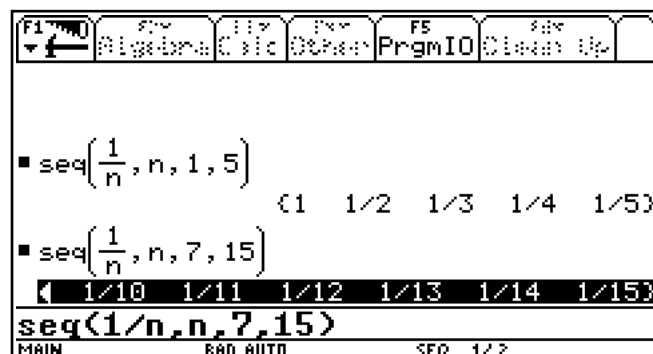 F1 Algebra Calc Other F5 PrgmIO Clean Up
seq(1/n, n, 1, 5)
{1 1/2 1/3 1/4 1/5}
seq(1/n, n, 7, 15)
1/10 1/11 1/12 1/13 1/14 1/15}
seq(1/n,n,7,15)
MAIN RAD AUTO SEQ 1/2